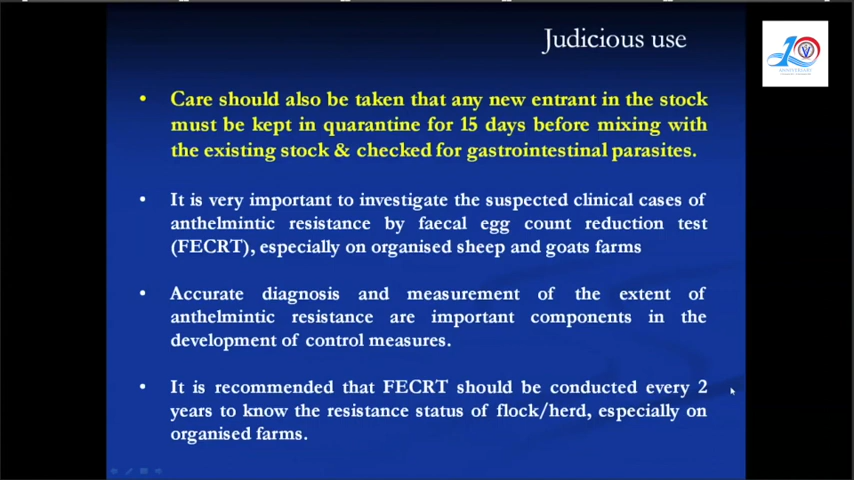 Judicious use
• Care should also be taken that any new entrant in the stock
must be kept in quarantine for 15 days before mixing with
the existing stock & checked for gastrointestinal parasites.
• It is very important to investigate the suspected clinical cases of
anthelmintic resistance by faecal egg count reduction test
(FECRT), especially on organised sheep and goats farms
• Accurate diagnosis and measurement of the extent of
anthelmintic resistance are important components in the
development of control measures.
• It is recommended that FECRT should be conducted every 2
years to know the resistance status of flock/herd, especially on
organised farms.